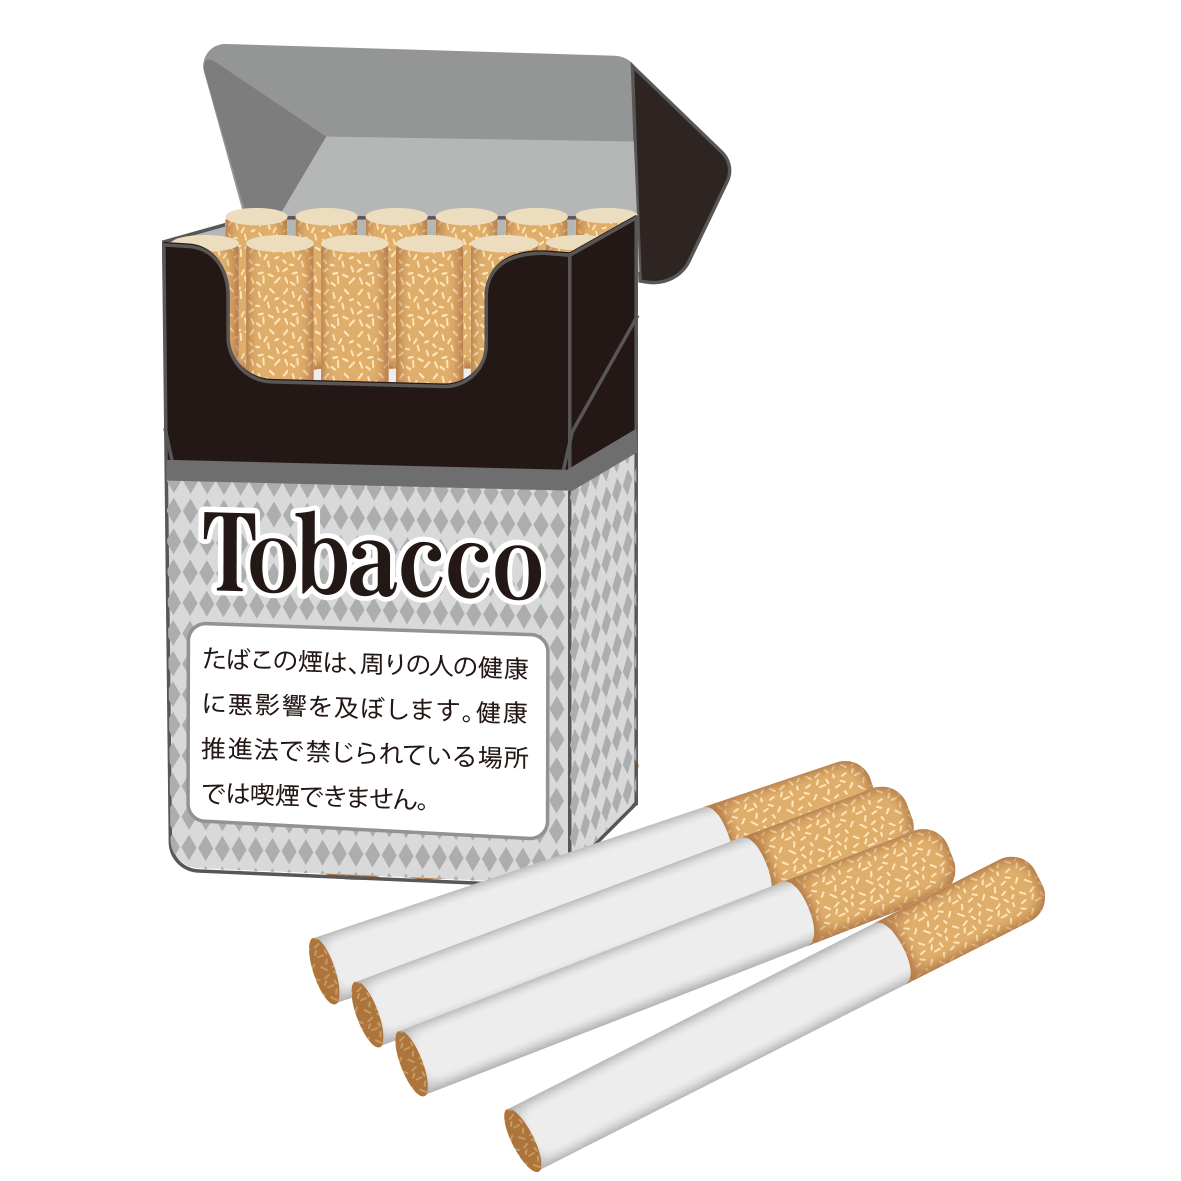 Tobacco
たばこの煙は、周りの人の健康
に悪影響を及ぼします。健康
推進法で禁じられている場所
では喫煙できません。